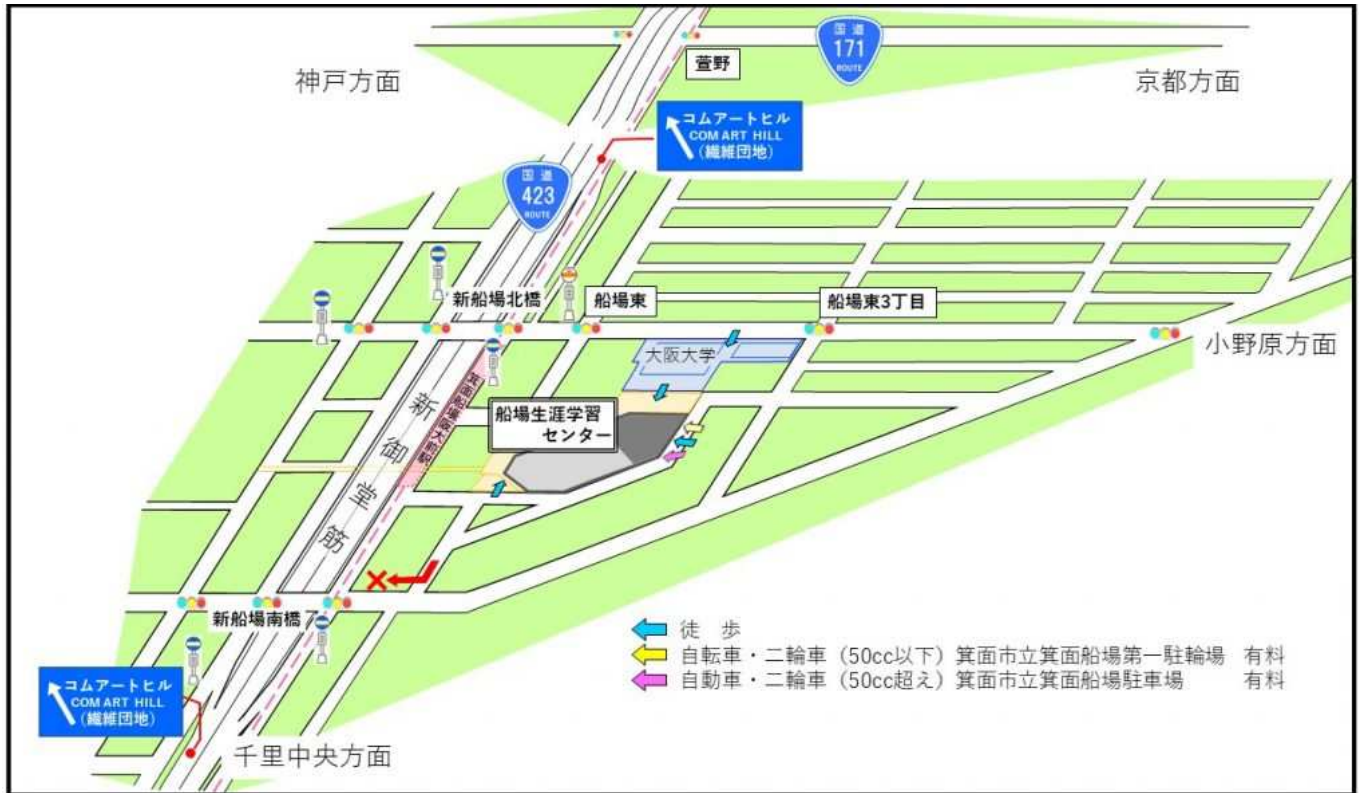 国道
171
ROUTE
萱野
神戸方面
京都方面
コムアートヒル
COM ART HILL
(繊維団地)
国道
423
ROUTE
新船場北橋
船場東
船場東3丁目
小野原方面
大阪大学
箕面船場阪大前駅
新御堂筋
船場生涯学習
センター
新船場南橋
徒 歩
自転車・二輪車（50cc以下）箕面市立箕面船場第一駐輪場 有料
自動車・二輪車（50cc超え）箕面市立箕面船場駐車場 有料
コムアートヒル
COM ART HILL
(繊維団地)
千里中央方面